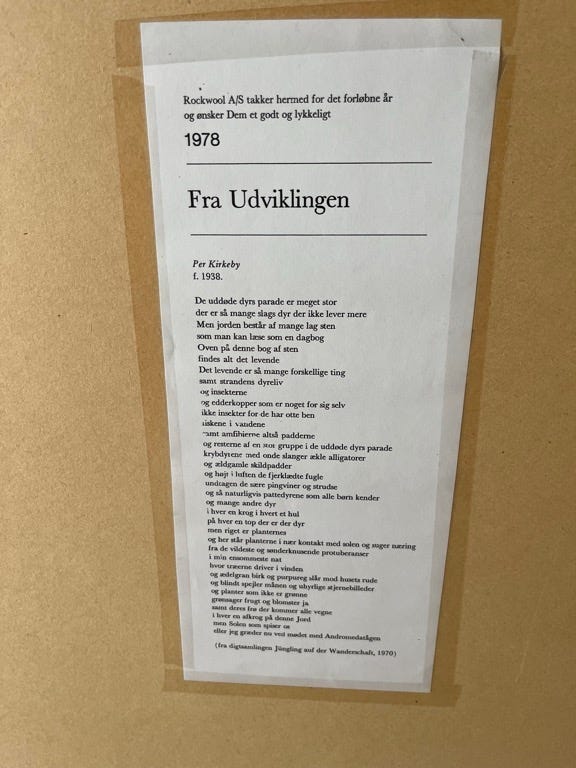 Rockwool A/S takker hermed for det forløbne år
og ønsker Dem et godt og lykkeligt
1978
Fra Udviklingen
Per Kirkeby
f. 1938.
De uddøde dyrs parade er meget stor
der er så mange slags dyr der ikke lever mere
Men jorden består af mange lag sten
som man kan læse som en dagbog
Oven på denne bog af sten
findes alt det levende
Det levende er så mange forskellige ting
samt strandens dyreliv
og insekterne
og edderkopper som er noget for sig selv
ikke insekter for de har otte ben
fiskene i vandene
samt amfibierne altså padderne
og resterne af en stor gruppe i de uddøde dyrs parade
krybdyrene med onde slanger ækle alligatorer
og ældgamle skildpadder
og højt i luften de fjerklædte fugle
undtagen de sære pingviner og strudse
og så naturligvis pattedyrene som alle børn kender
og mange andre dyr
i hver en krog i hvert et hul
på hver en top der er der dyr
men riget er planternes
og her står planterne i nær kontakt med solen og suger næring
fra de vildeste og sønderknusende protuberanser
i min ensommeste nat
hvor træerne driver i vinden
og ædelgran birk og purpureg slår mod husets rude
og blindt spejler månen og uhyrlige stjernebilleder
og planter som ikke er grønne
grønsager frugt og blomster ja
samt deres frø der kommer alle vegne
i hver en afkrog på denne Jord
men Solen som spiser os
eller jeg græder nu ved mødet med Andromedatågen
(fra digtsamlingen Jüngling auf der Wanderschaft, 1970)